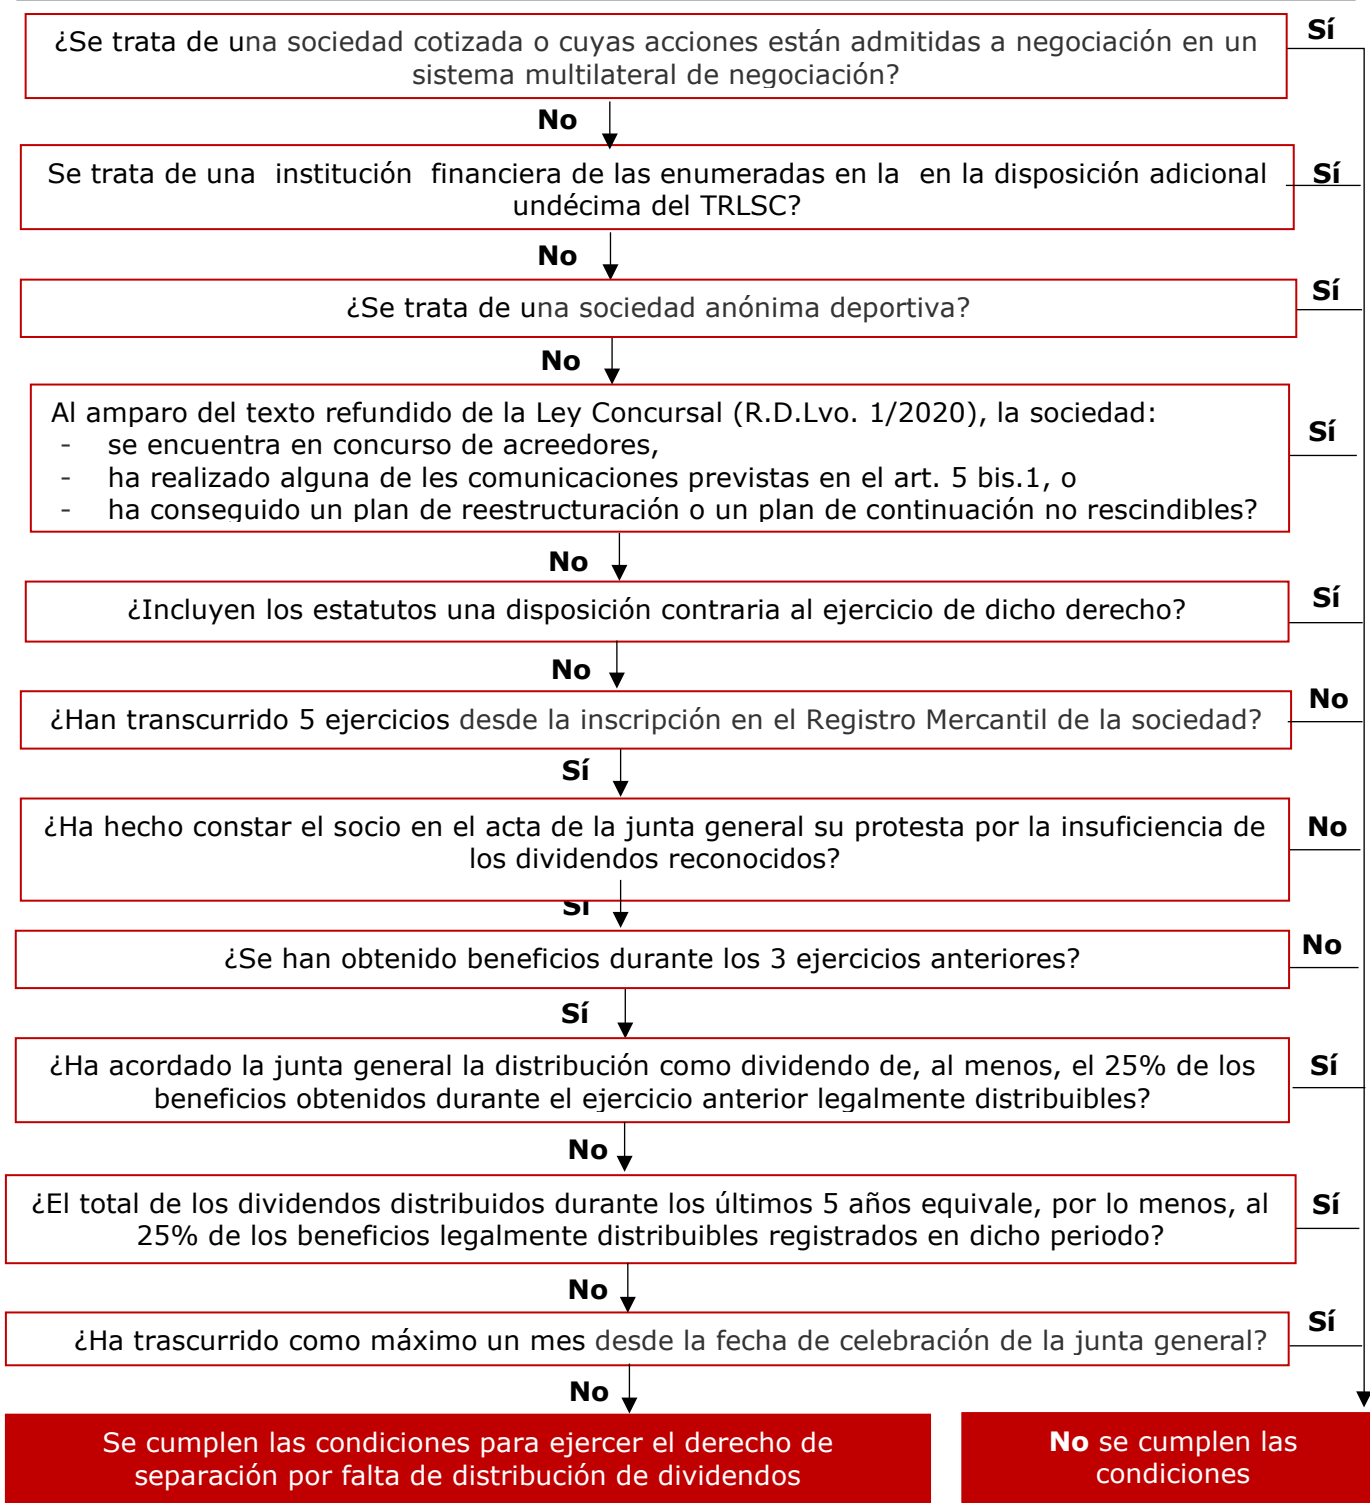 ¿Se trata de una sociedad cotizada o cuyas acciones están admitidas a negociación en un
sistema multilateral de negociación?
Sí
No
Se trata de una institución financiera de las enumeradas en la en la disposición adicional
undécima del TRLSC?
Sí
No
¿Se trata de una sociedad anónima deportiva?
Sí
No
Al amparo del texto refundido de la Ley Concursal (R.D.Lvo. 1/2020), la sociedad:
- se encuentra en concurso de acreedores,
- ha realizado alguna de les comunicaciones previstas en el art. 5 bis.1, o
- ha conseguido un plan de reestructuración o un plan de continuación no rescindibles?
Sí
No
¿Incluyen los estatutos una disposición contraria al ejercicio de dicho derecho?
Sí
No
¿Han transcurrido 5 ejercicios desde la inscripción en el Registro Mercantil de la sociedad?
No
Sí
¿Ha hecho constar el socio en el acta de la junta general su protesta por la insuficiencia de
los dividendos reconocidos?
No
Sí
¿Se han obtenido beneficios durante los 3 ejercicios anteriores?
No
Sí
¿Ha acordado la junta general la distribución como dividendo de, al menos, el 25% de los
beneficios obtenidos durante el ejercicio anterior legalmente distribuibles?
Sí
No
¿El total de los dividendos distribuidos durante los últimos 5 años equivale, por lo menos, al
25% de los beneficios legalmente distribuibles registrados en dicho periodo?
Sí
No
¿Ha trascurrido como máximo un mes desde la fecha de celebración de la junta general?
Sí
No
Se cumplen las condiciones para ejercer el derecho de
separación por falta de distribución de dividendos
No se cumplen las
condiciones